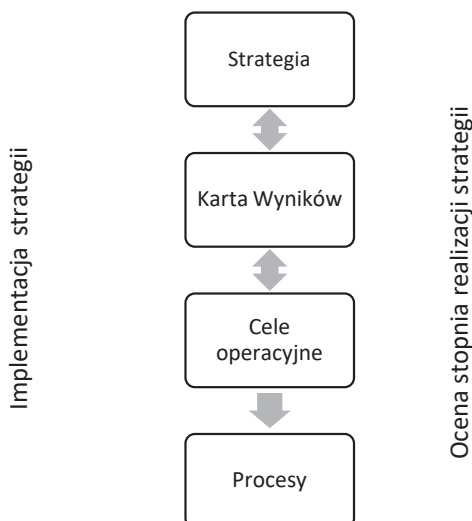 Implementacja strategii
Strategia
Karta Wyników
Cele
operacyjne
Procesy
Ocena stopnia realizacji strategii